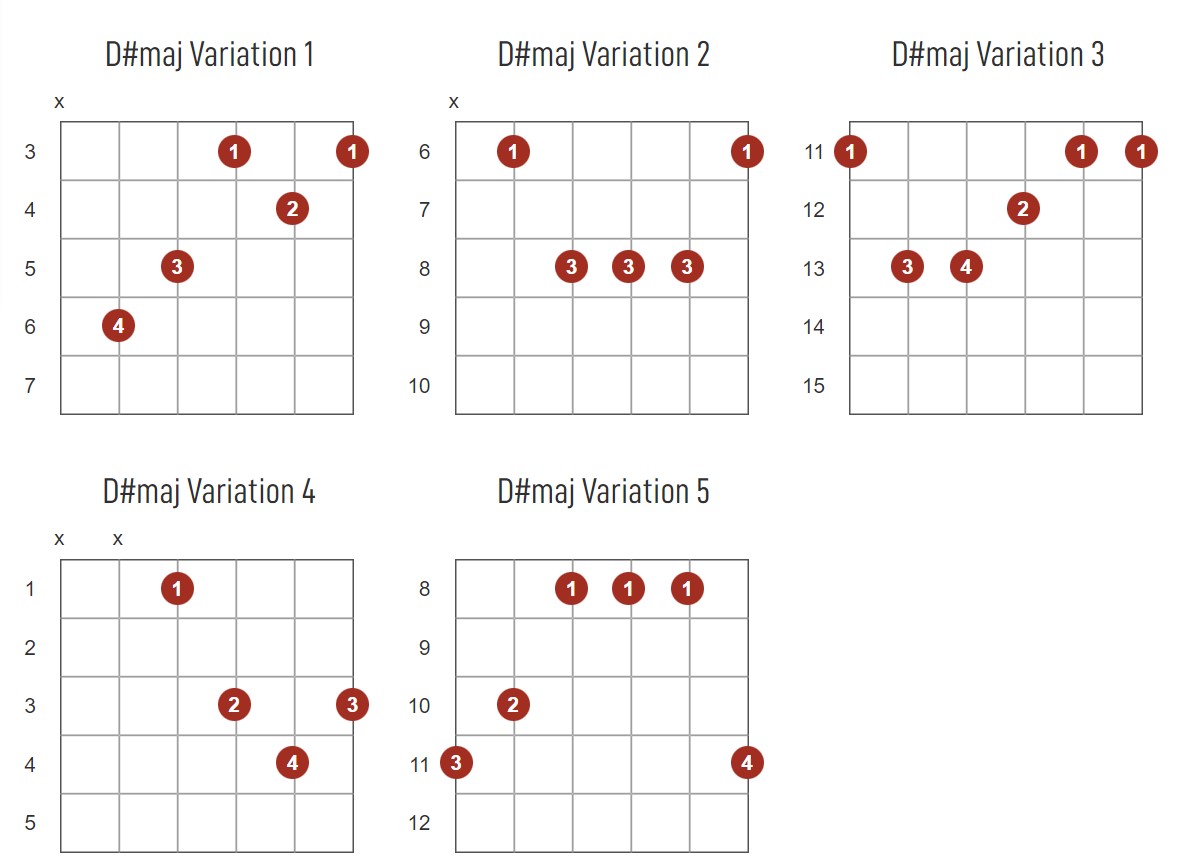 D#maj Variation 1 D#maj Variation 2 D#maj Variation 3
x x
3 1 1 6 1 1 11 1 1 1
4 2 7 12 2
5 3 8 3 3 3 13 3 4
6 4 9 14
7 10 15
D#maj Variation 4 D#maj Variation 5
x x
1 1 8 1 1 1
2 9
3 2 3 10 2
4 4 11 3 4
5 12